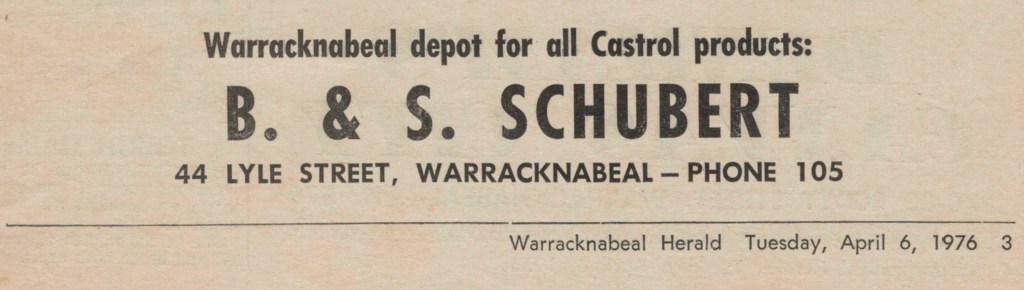 Warracknabeal depot for all Castrol products:
B. & S. SCHUBERT
44 LYLE STREET, WARRACKNABEAL — PHONE 105
Warracknabeal Herald Tuesday, April 6, 1976 3